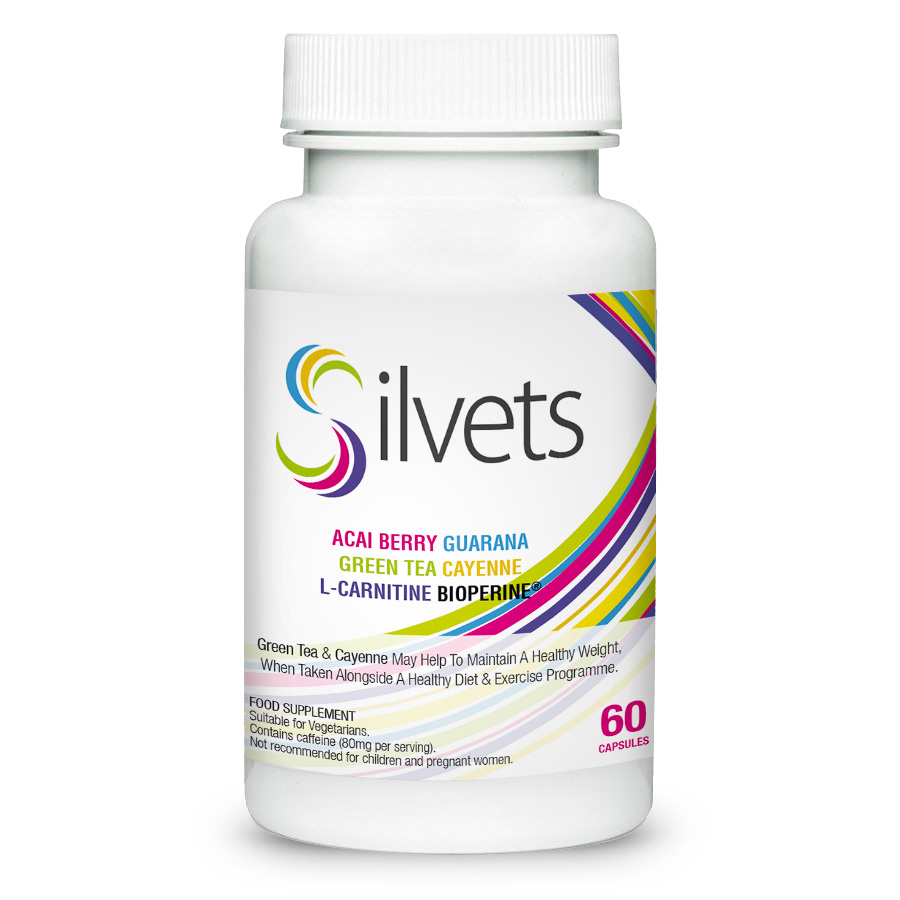 Silvets
ACAI BERRY GUARANA
GREEN TEA CAYENNE
L-CARNITINE BIOPERINE®
Green Tea & Cayenne May Help To Maintain A Healthy Weight,
When Taken Alongside A Healthy Diet & Exercise Programme.
FOOD SUPPLEMENT
Suitable for Vegetarians.
Contains caffeine (80mg per serving).
Not recommended for children and pregnant women.
60
CAPSULES